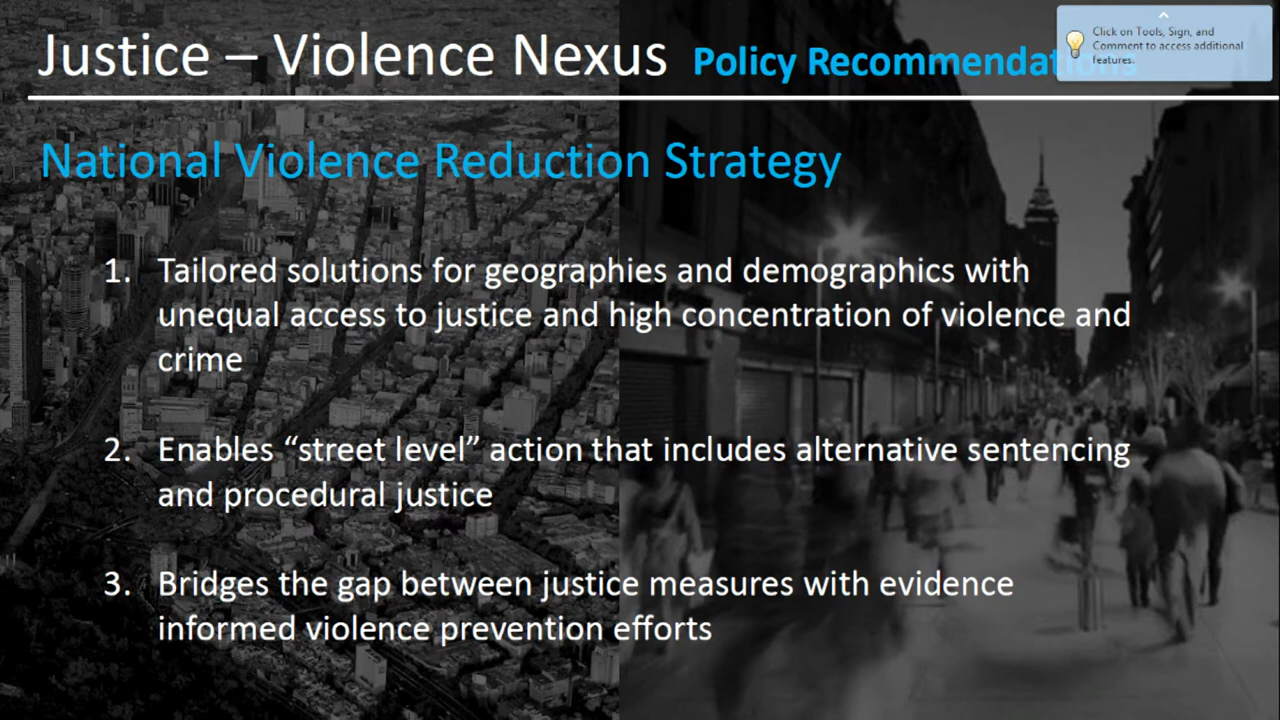 Justice – Violence Nexus Policy Recommendations
Click on Tools, Sign, and
Comment to access additional
features.
National Violence Reduction Strategy
1. Tailored solutions for geographies and demographics with
unequal access to justice and high concentration of violence and
crime
2. Enables “street level” action that includes alternative sentencing
and procedural justice
3. Bridges the gap between justice measures with evidence
informed violence prevention efforts